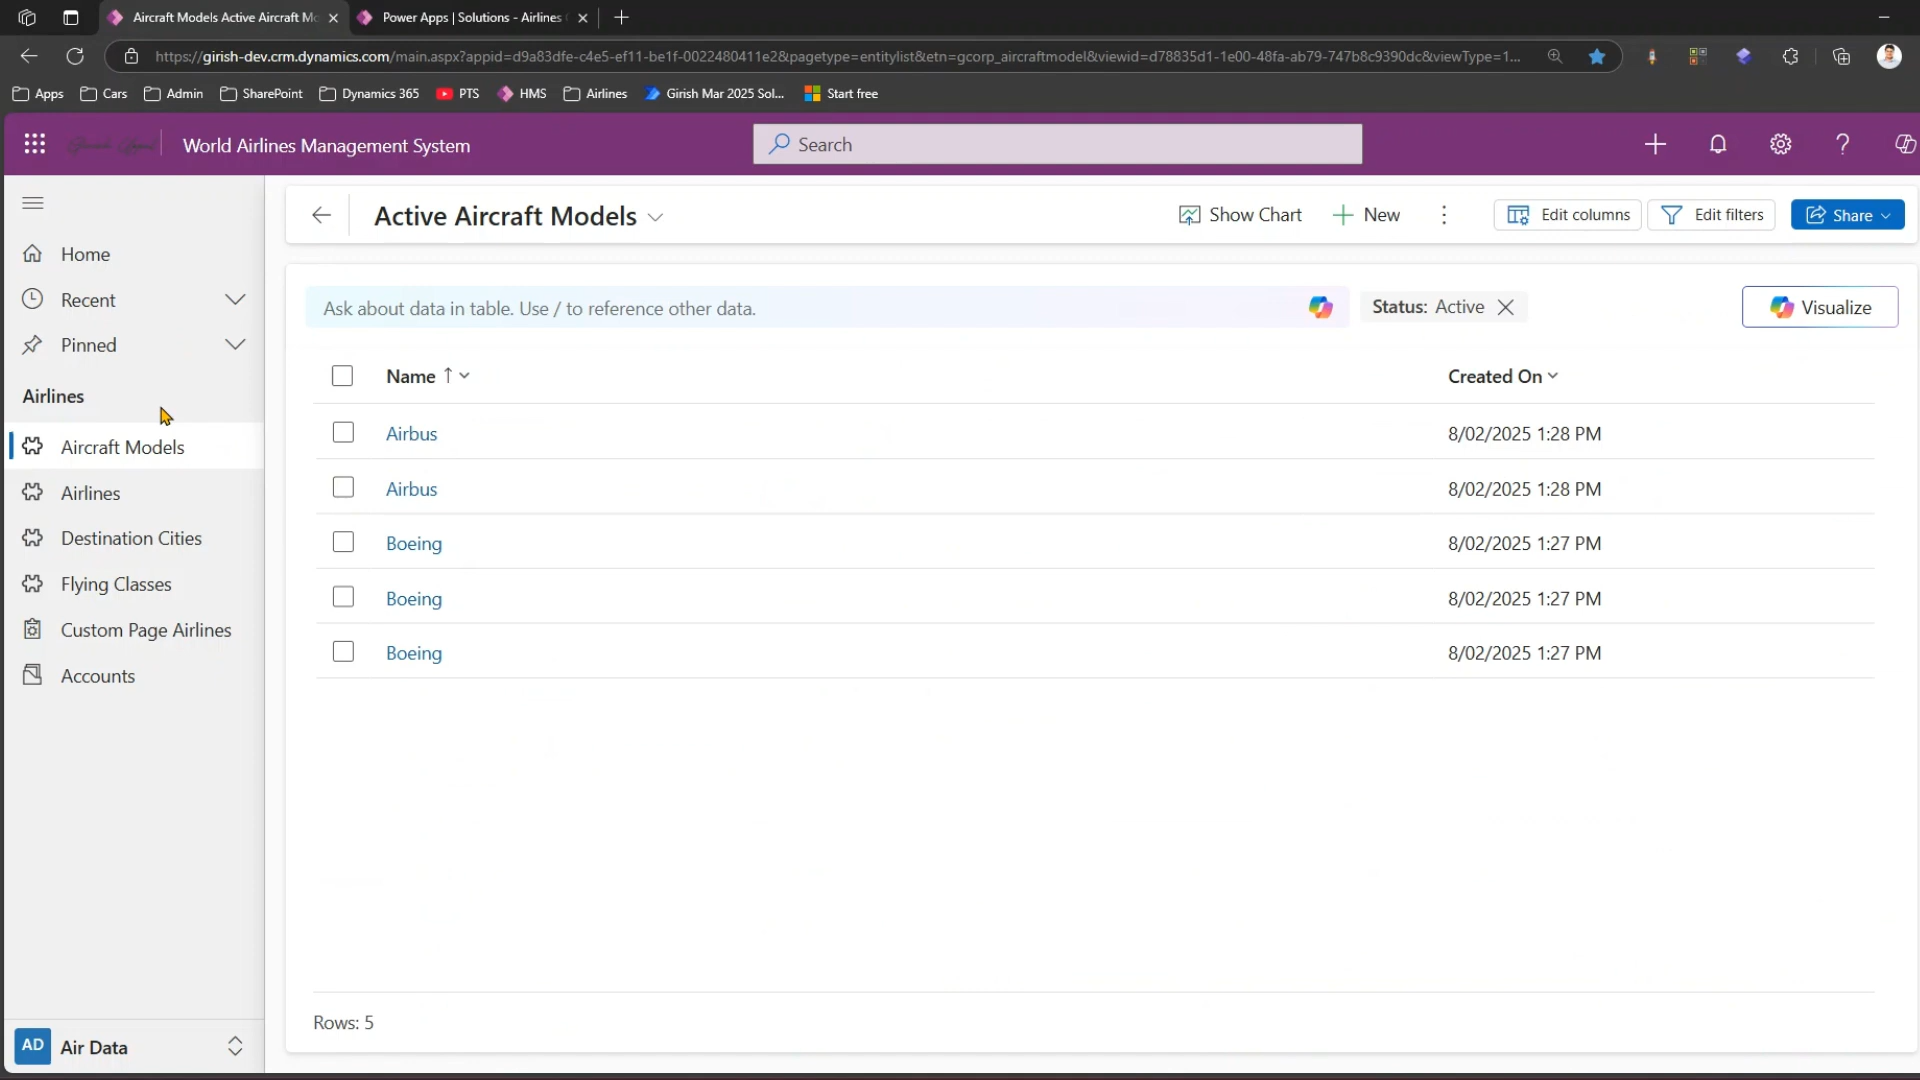 Aircraft Models Active Aircraft Mo
Power Apps | Solutions - Airlines
https://girish-dev.crm.dynamics.com/main.aspx?appid=d9a83dfe-c4e5-ef11-be1f-0022480411e2&pagetype=entitylist&etn=gcorp_aircraftmodel&viewid=d78835d1-1e00-48fa-ab79-747b8c9390dc&viewType=1...
Apps Cars Admin SharePoint Dynamics 365 PTS HMS Airlines Girish Mar 2025 Sol... Start free
World Airlines Management System
Search
Home
Recent
Pinned
Airlines
Aircraft Models
Airlines
Destination Cities
Flying Classes
Custom Page Airlines
Accounts
AD Air Data
Active Aircraft Models
Show Chart
New
Edit columns
Edit filters
Share
Ask about data in table. Use / to reference other data.
Status: Active
Visualize
Name Created On
Airbus 8/02/2025 1:28 PM
Airbus 8/02/2025 1:28 PM
Boeing 8/02/2025 1:27 PM
Boeing 8/02/2025 1:27 PM
Boeing 8/02/2025 1:27 PM
Rows: 5